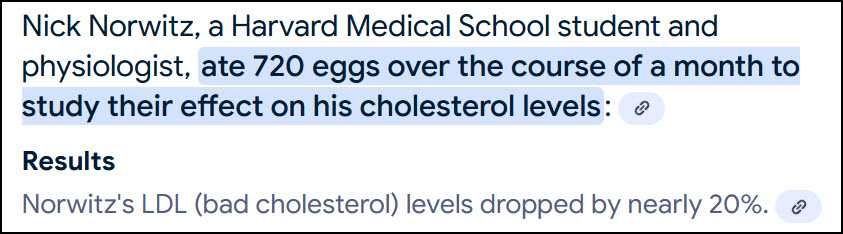 Nick Norwitz, a Harvard Medical School student and
physiologist, ate 720 eggs over the course of a month to
study their effect on his cholesterol levels:
Results
Norwitz's LDL (bad cholesterol) levels dropped by nearly 20%.